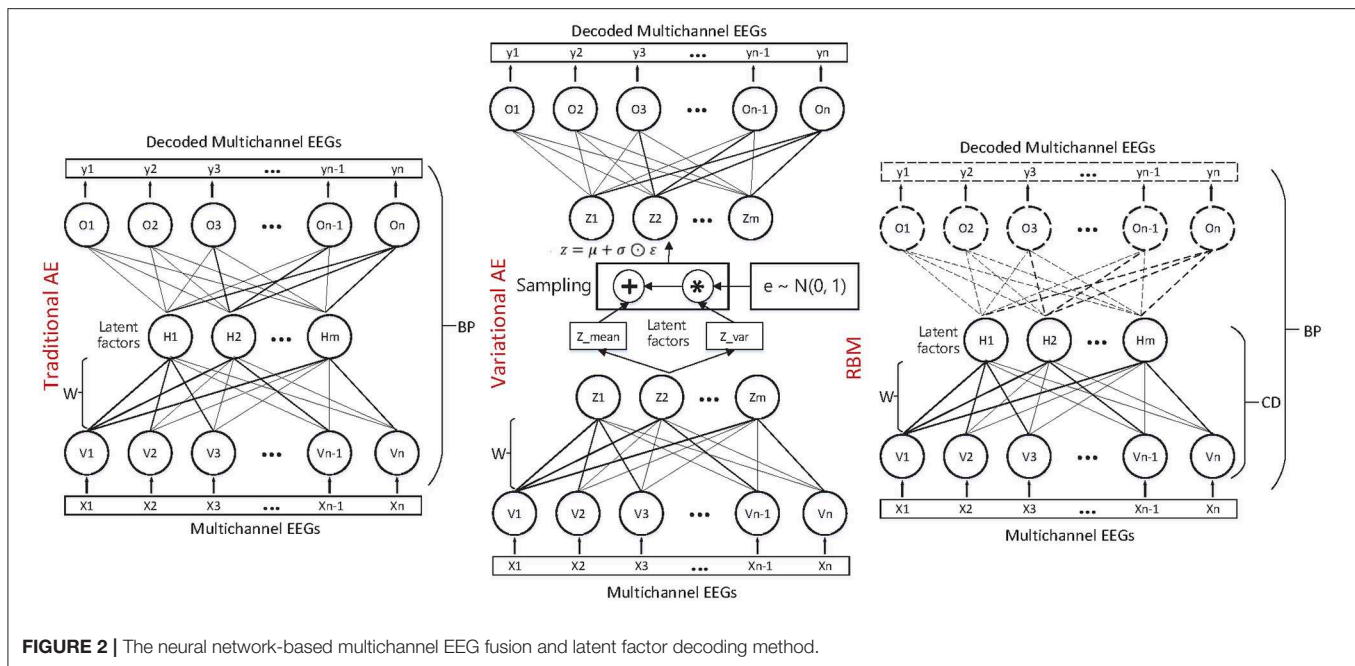 Decoded Multichannel EEGs
y1 y2 y3 ... yn-1 yn
O1 O2 O3 ... On-1 On
Traditional AE
Latent factors
H1 H2 ... Hm
W
BP
V1 V2 V3 ... Vn-1 Vn
X1 X2 X3 ... Xn-1 Xn
Multichannel EEGs
Decoded Multichannel EEGs
y1 y2 y3 ... yn-1 yn
O1 O2 O3 ... On-1 On
Z1 Z2 ... Zm
z = μ + σ ⊙ ε
Variational AE
Sampling + * e ~ N(0, 1)
Z_mean Latent factors Z_var
Z1 Z2 ... Zm
W
V1 V2 V3 ... Vn-1 Vn
X1 X2 X3 ... Xn-1 Xn
Multichannel EEGs
Decoded Multichannel EEGs
y1 y2 y3 ... yn-1 yn
O1 O2 O3 ... On-1 On
RBM
Latent factors
H1 H2 ... Hm
W
CD
BP
V1 V2 V3 ... Vn-1 Vn
X1 X2 X3 ... Xn-1 Xn
Multichannel EEGs
FIGURE 2 | The neural network-based multichannel EEG fusion and latent factor decoding method.